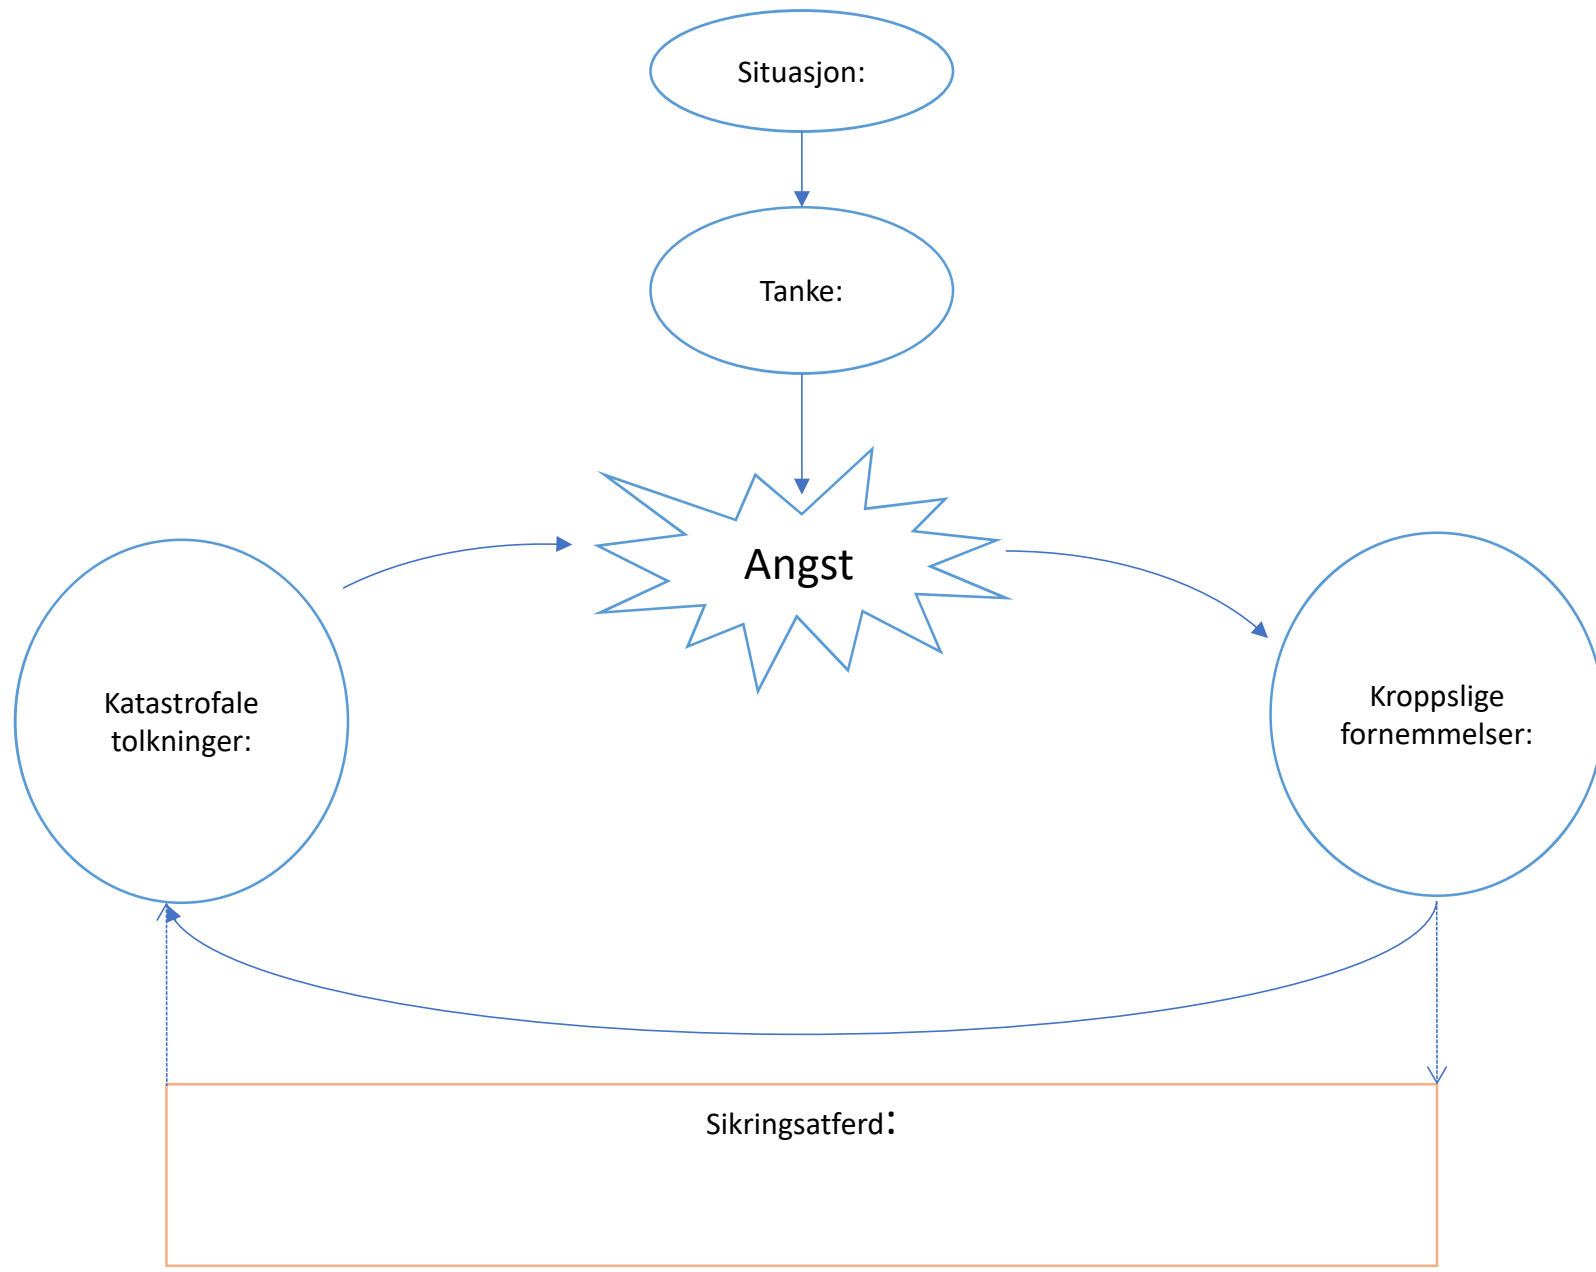 Situasjon:
Tanke:
Angst
Katastrofale
tolkninger:
Kroppslige
fornemmelser:
Sikringsatferd: